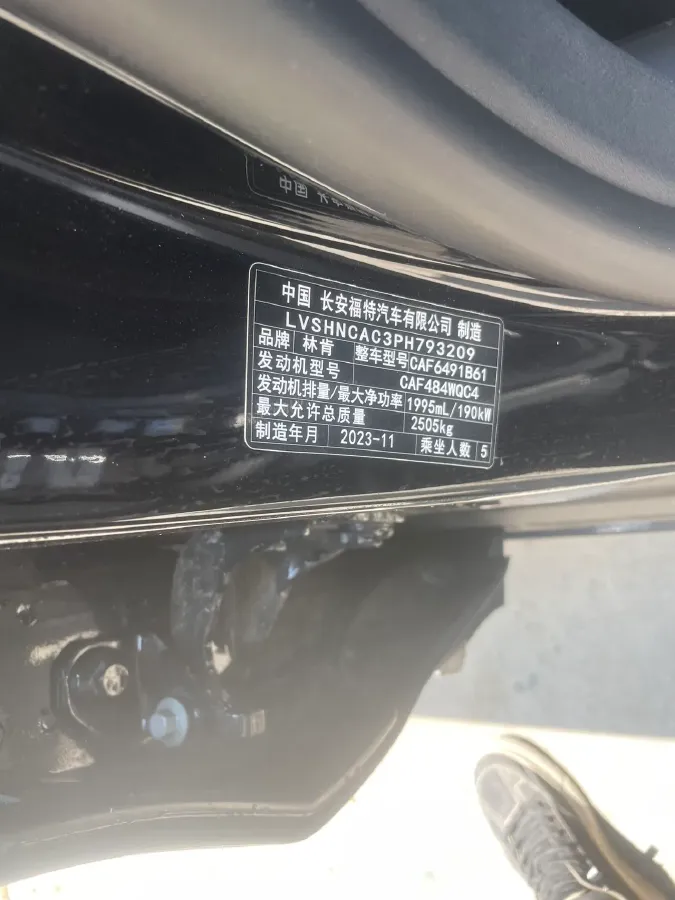 中国 长安福特汽车有限公司 制造
LVSHNCAC3PH793209
品牌 林肯 整车型号 CAF6491B61
发动机型号 CAF484WQC4
发动机排量/最大净功率 1995mL/190kW
最大允许总质量 2505kg
制造年月 2023-11 乘坐人数 5